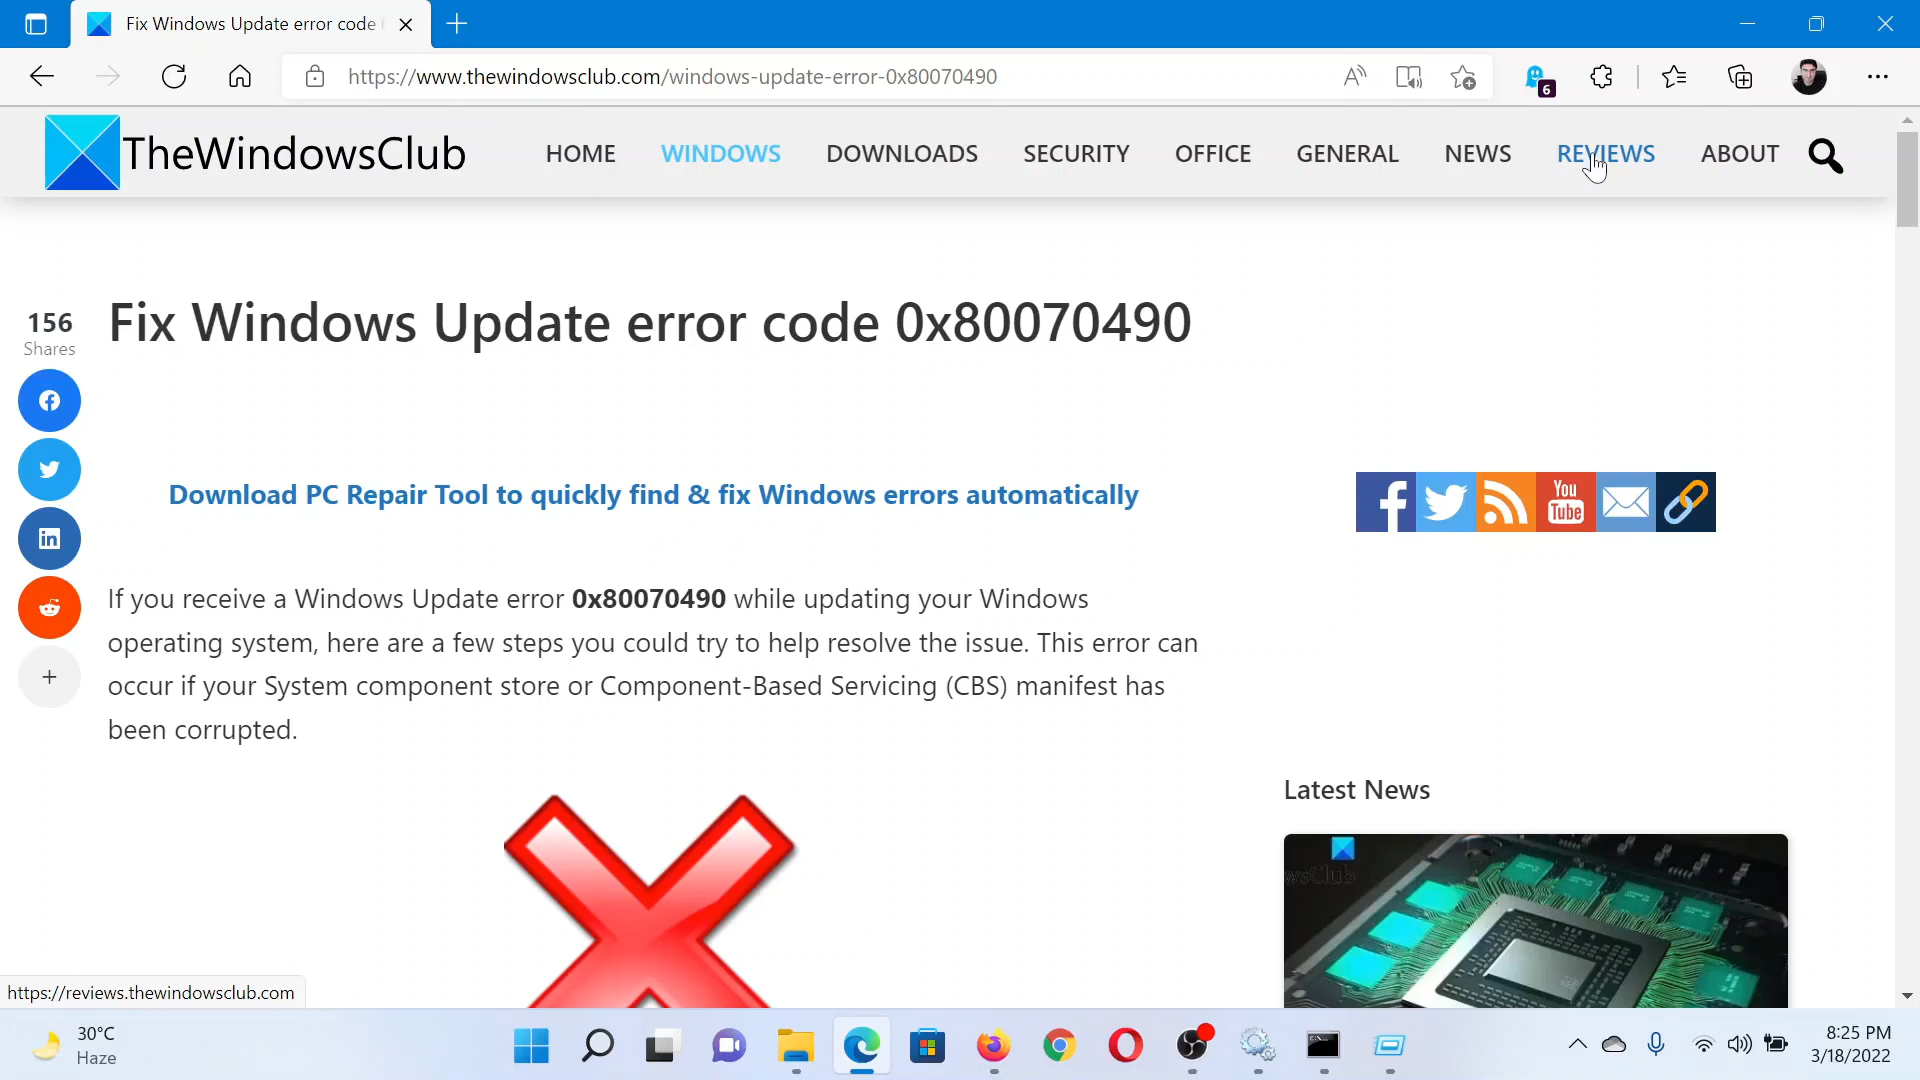 Fix Windows Update error code
https://www.thewindowsclub.com/windows-update-error-0x80070490
6
TheWindowsClub
HOME
WINDOWS
DOWNLOADS
SECURITY
OFFICE
GENERAL
NEWS
REVIEWS
ABOUT
156
Shares
Fix Windows Update error code 0x80070490
Download PC Repair Tool to quickly find & fix Windows errors automatically
You
Tube
If you receive a Windows Update error 0x80070490 while updating your Windows
operating system, here are a few steps you could try to help resolve the issue. This error can
occur if your System component store or Component-Based Servicing (CBS) manifest has
been corrupted.
Latest News
wsClub
https://reviews.thewindowsclub.com
30°C
Haze
8:25 PM
3/18/2022